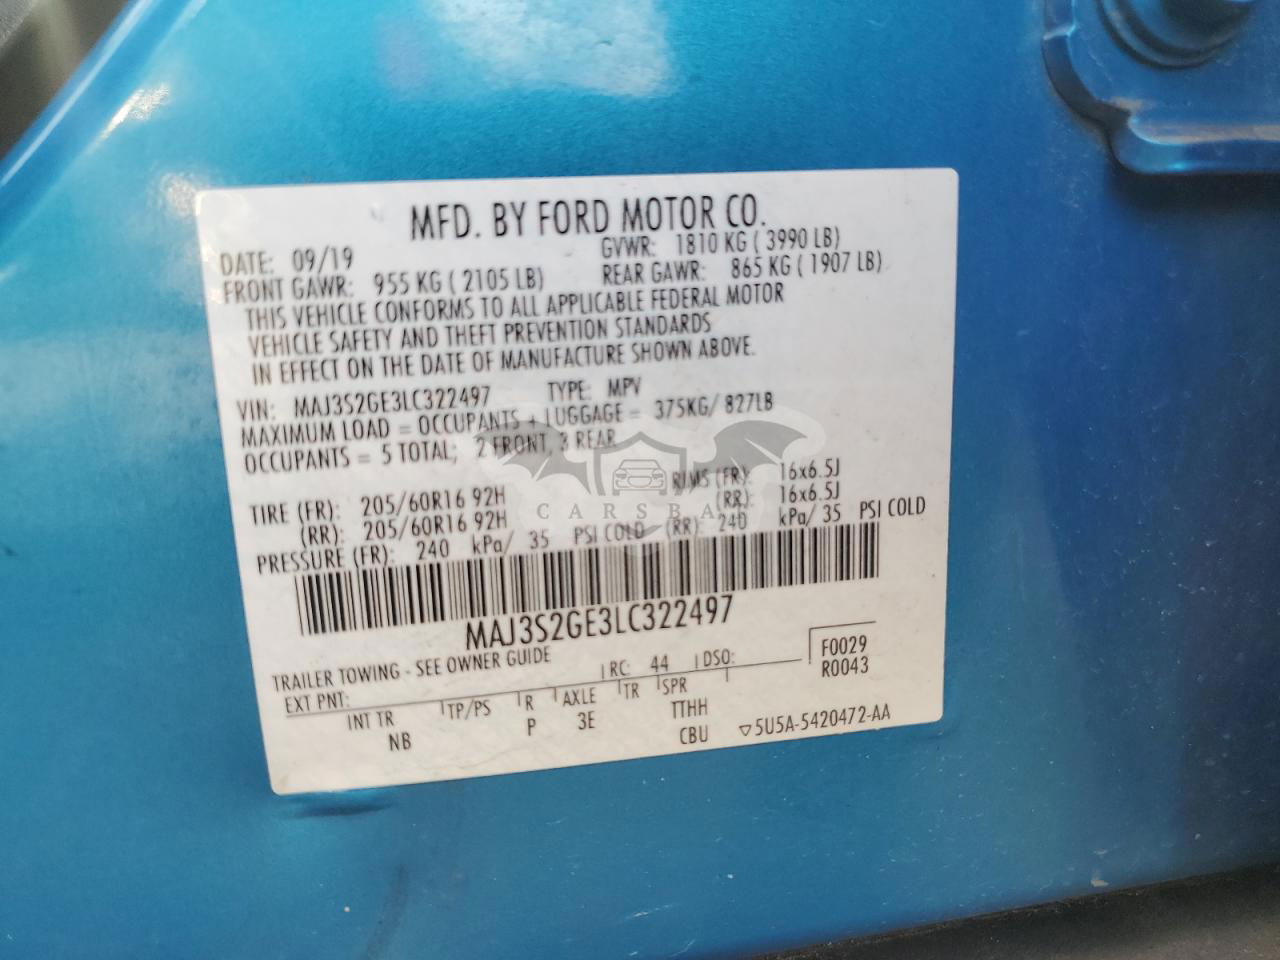 MFD. BY FORD MOTOR CO.
DATE: 09/19 GVWR: 1810 KG ( 3990 LB)
FRONT GAWR: 955 KG ( 2105 LB) REAR GAWR: 865 KG ( 1907 LB)
THIS VEHICLE CONFORMS TO ALL APPLICABLE FEDERAL MOTOR
VEHICLE SAFETY AND THEFT PREVENTION STANDARDS
IN EFFECT ON THE DATE OF MANUFACTURE SHOWN ABOVE.
VIN: MAJ3S2GE3LC322497 TYPE: MPV
MAXIMUM LOAD = OCCUPANTS + LUGGAGE = 375KG/ 827LB
OCCUPANTS = 5 TOTAL; 2 FRONT, 3 REAR
TIRE (FR): 205/60R16 92H RIMS (FR): 16x6.5J
(RR): 205/60R16 92H (RR): 16x6.5J
CARSBA
PRESSURE (FR): 240 kPa/ 35 PSI COLD (RR): 240 kPa/ 35 PSI COLD
MAJ3S2GE3LC322497
TRAILER TOWING - SEE OWNER GUIDE
EXT PNT: RC: 44 DSO: F0029
R0043
INT TR TP/PS R AXLE TR SPR
NB P 3E TTHH
CBU ▽5U5A-5420472-AA